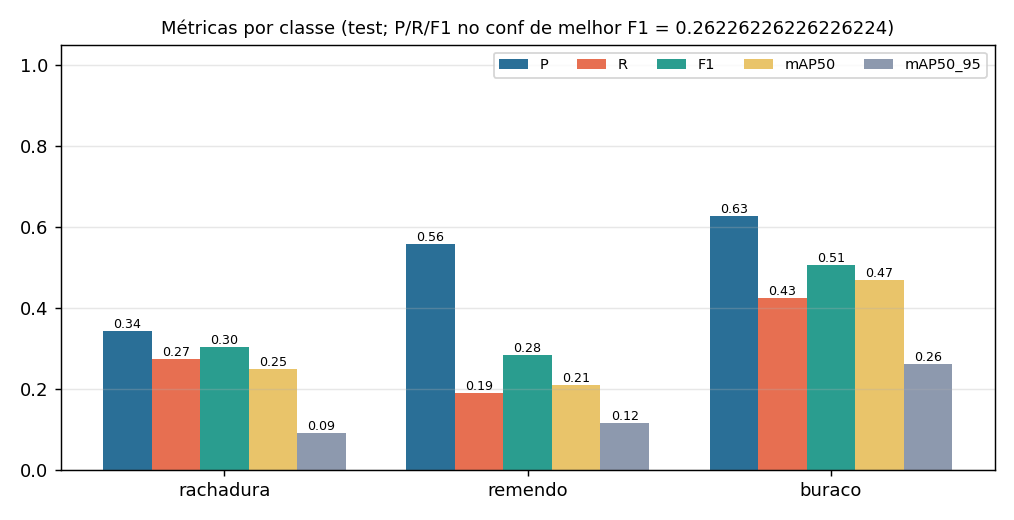 Métricas por classe (test; P/R/F1 no conf de melhor F1 = 0.26226226226226224)
P R F1 mAP50 mAP50_95
1.0
0.8
0.6
0.4
0.2
0.0
0.34 0.27 0.30 0.25 0.09
0.56 0.19 0.28 0.21 0.12
0.63 0.43 0.51 0.47 0.26
rachadura remendo buraco